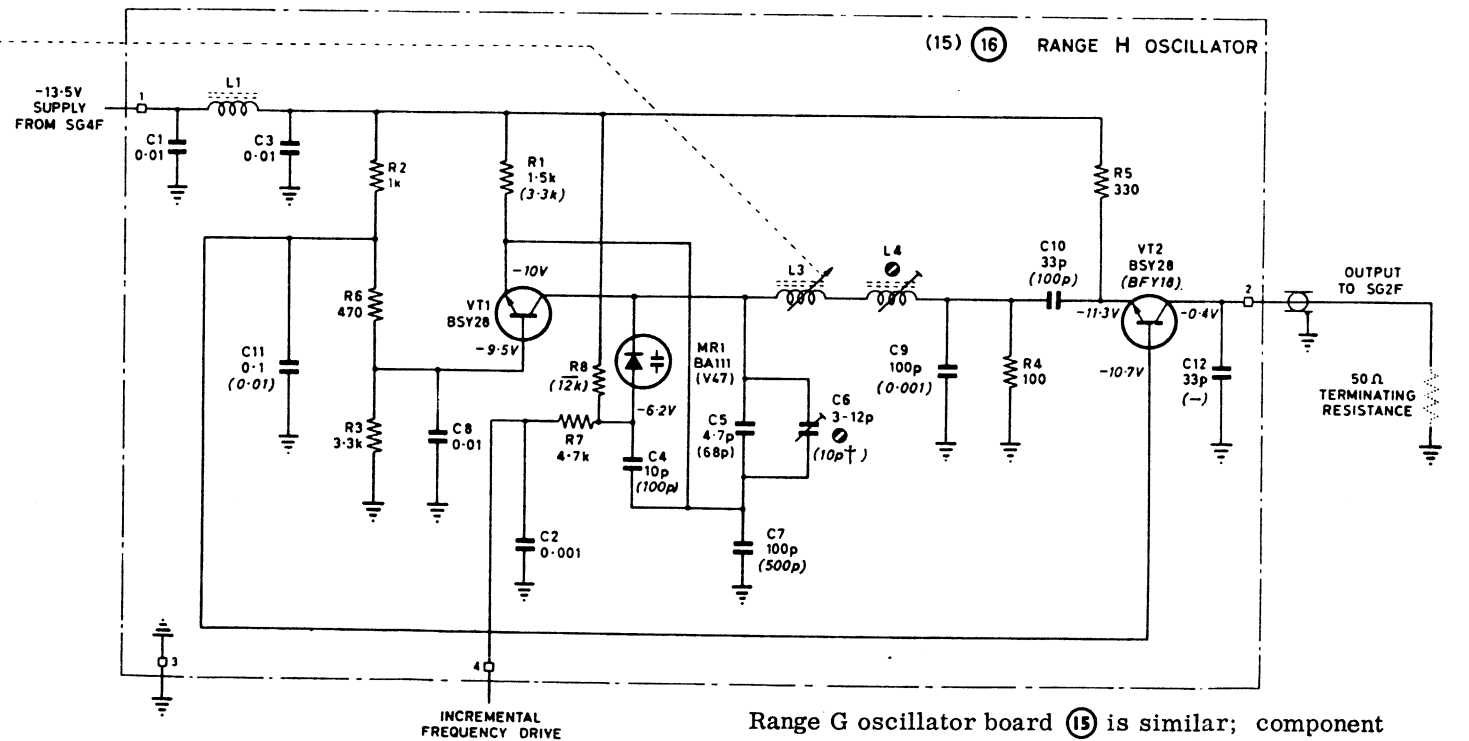 (15) 16 RANGE H OSCILLATOR
-13·5V
SUPPLY
FROM SG4F
1
L1
C1
0·01
C3
0·01
R2
1k
R1
1·5k
(3·3k)
R5
330
L3
L4
C10
33p
(100p)
VT2
BSY28
(BFY18)
OUTPUT
TO SG2F
2
-10V
VT1
BSY28
-9·5V
R6
470
C11
0·1
(0·01)
R8
(12k)
MR1
BA111
(V47)
-6·2V
-11·3V
-0·4V
-10·7V
C9
100p
(0·001)
R4
100
C12
33p
(—)
50Ω
TERMINATING
RESISTANCE
R3
3·3k
C8
0·01
R7
4·7k
C4
10p
(100p)
C5
4·7p
(68p)
C6
3-12p
(10p†)
C2
0·001
C7
100p
(500p)
3
4
INCREMENTAL
FREQUENCY DRIVE
Range G oscillator board 15 is similar; component